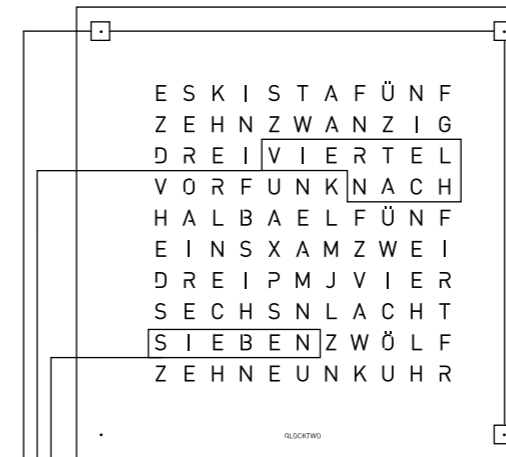 ESKISTAFÜNF
ZEHNZWANZIG
DREIVIERTEL
VORFUNKNACH
HALBAELFÜNF
EINSXAMZWEI
DREIPMJVIER
SECHSNLACHT
SIEBENZWÖLF
ZEHNEUNKUHR
QLOCKTWO